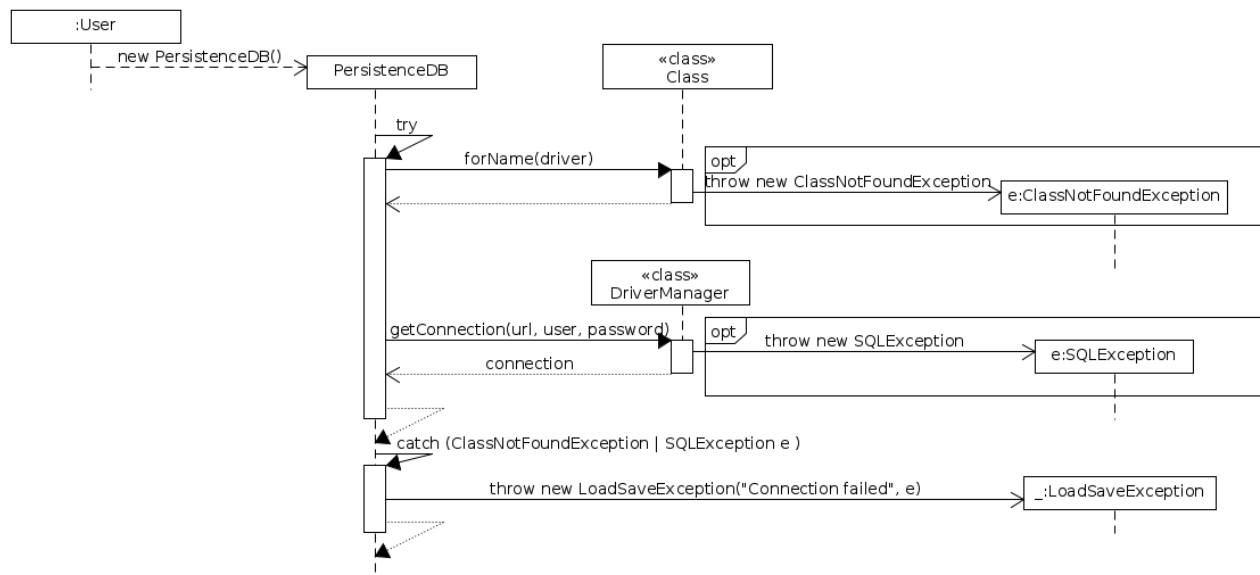 :User
new PersistenceDB()
PersistenceDB
«class»
Class
try
forName(driver)
opt
throw new ClassNotFoundException
e:ClassNotFoundException
«class»
DriverManager
getConnection(url, user, password)
opt
throw new SQLException
e:SQLException
connection
catch (ClassNotFoundException | SQLException e )
throw new LoadSaveException("Connection failed", e)
_:LoadSaveException